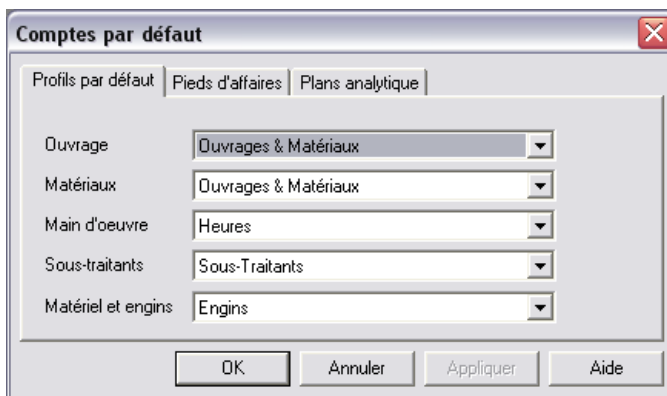 Comptes par défaut
Profils par défaut Pieds d'affaires Plans analytique
Ouvrage Ouvrages & Matériaux
Matériaux Ouvrages & Matériaux
Main d'oeuvre Heures
Sous-traitants Sous-Traitants
Matériel et engins Engins
OK Annuler Appliquer Aide